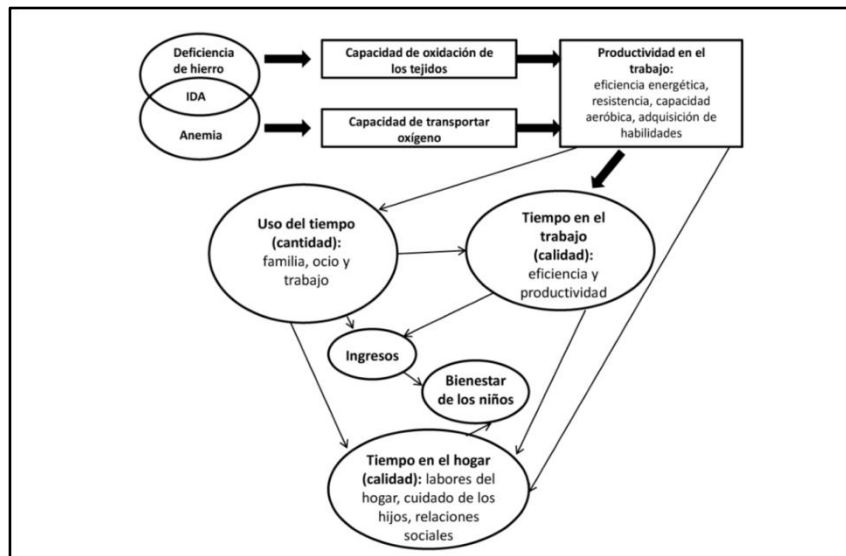 Deficiencia
de hierro
IDA
Anemia
Capacidad de oxidación de
los tejidos
Capacidad de transportar
oxígeno
Productividad en el
trabajo:
eficiencia energética,
resistencia, capacidad
aeróbica, adquisición de
habilidades
Uso del tiempo
(cantidad):
familia, ocio y
trabajo
Tiempo en el
trabajo
(calidad):
eficiencia y
productividad
Ingresos
Bienestar
de los niños
Tiempo en el hogar
(calidad): labores del
hogar, cuidado de los
hijos, relaciones
sociales